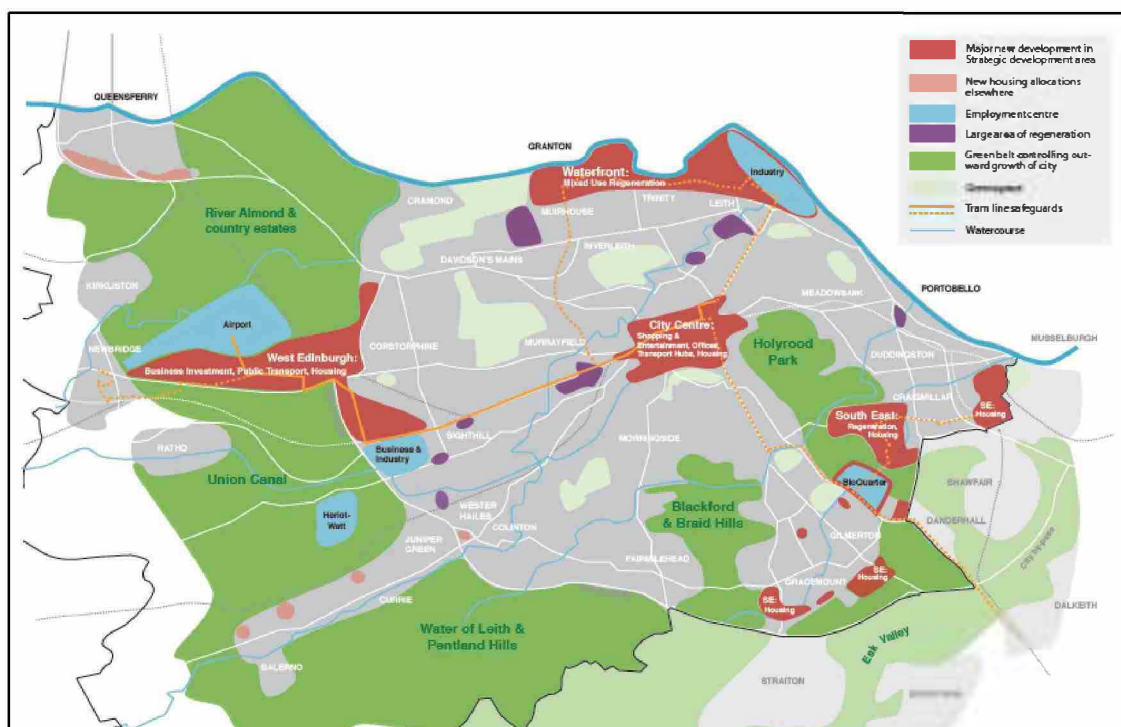 Major new development in
Strategic development area
New housing allocations
elsewhere
Employment centre
Large area of regeneration
Green belt controlling out-
ward growth of city
Tram line safeguards
Watercourse
QUEENSFERRY
GRANTON
Waterfront:
Mixed Use Regeneration
Industry
CRAMOND
MUIRHOUSE
TRINITY
LEITH
River Almond &
country estates
DAVIDSON'S MAINS
INVERLEITH
KIRKLISTON
MEADOWBANK
PORTOBELLO
Airport
NEWBRIDGE
West Edinburgh:
Business Investment, Public Transport, Housing
CORSTORPHINE
MURRAYFIELD
City Centre:
Shopping &
Entertainment, Offices,
Transport Hubs, Housing
Holyrood
Park
DUDDINGSTON
MUSSELBURGH
CRAIGMILLAR
SE:
Housing
South East:
Regeneration,
Housing
RATHO
SIGHTHILL
MORNINGSIDE
Business &
Industry
Union Canal
BioQuarter
SHAWFAIR
Heriot-
Watt
WESTER
HAILES
COLINTON
Blackford
& Braid Hills
DANDERHALL
JUNIPER
GREEN
GILMERTON
City bypass
FAIRMILEHEAD
GRACEMOUNT
SE:
Housing
CURRIE
SE:
Housing
DALKEITH
Water of Leith &
Pentland Hills
Esk Valley
BALERNO
STRAITON